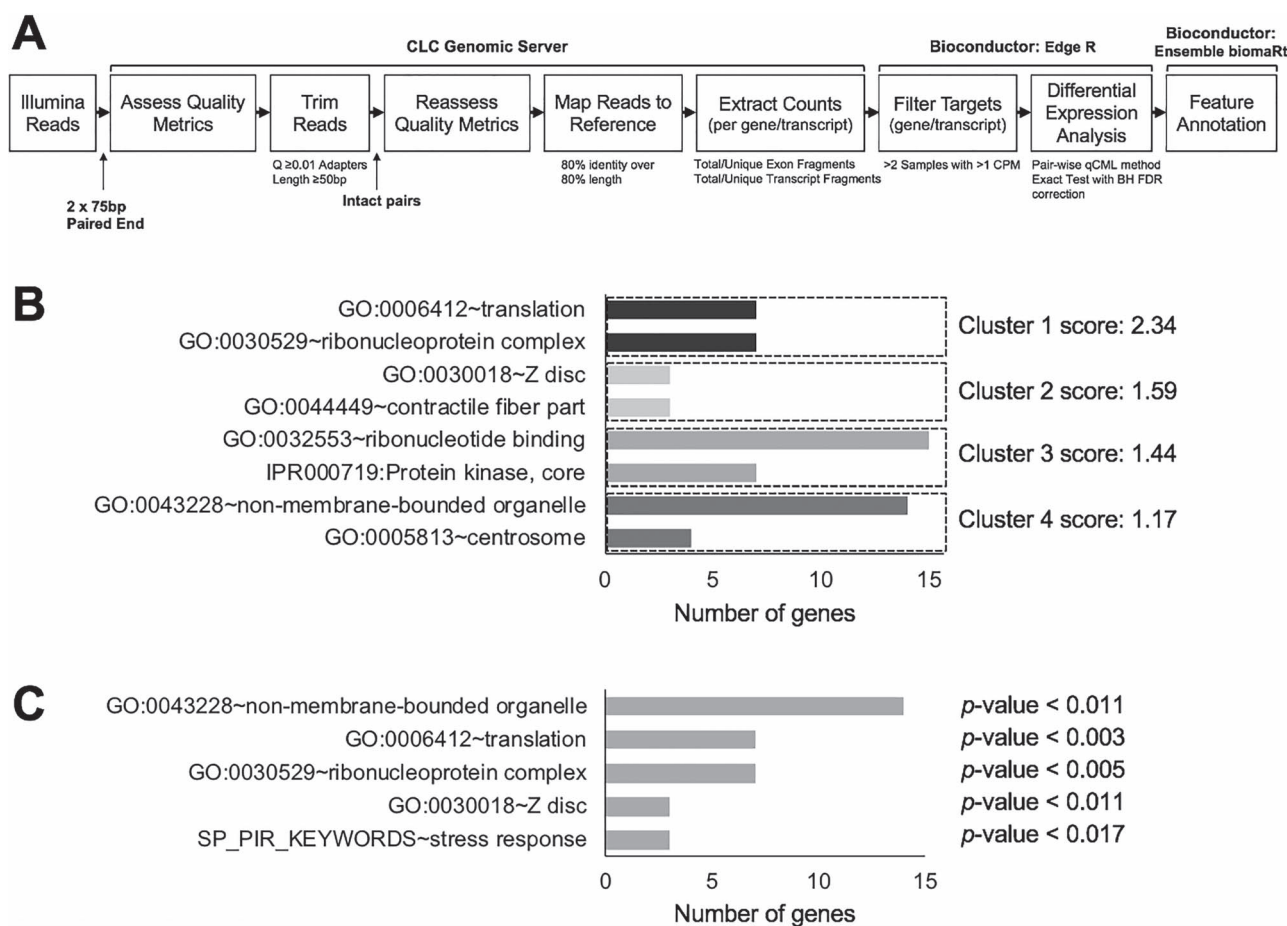 A
CLC Genomic Server
Bioconductor: Edge R
Bioconductor:
Ensemble biomaRt
Illumina
Reads
Assess Quality
Metrics
Trim
Reads
Reassess
Quality Metrics
Map Reads to
Reference
Extract Counts
(per gene/transcript)
Filter Targets
(gene/transcript)
Differential
Expression
Analysis
Feature
Annotation
Q ≥0.01 Adapters
Length ≥50bp
80% identity over
80% length
Total/Unique Exon Fragments
Total/Unique Transcript Fragments
>2 Samples with >1 CPM
Pair-wise qCML method
Exact Test with BH FDR
correction
2 x 75bp
Paired End
Intact pairs
B
GO:0006412~translation
GO:0030529~ribonucleoprotein complex
Cluster 1 score: 2.34
GO:0030018~Z disc
GO:0044449~contractile fiber part
Cluster 2 score: 1.59
GO:0032553~ribonucleotide binding
IPR000719:Protein kinase, core
Cluster 3 score: 1.44
GO:0043228~non-membrane-bounded organelle
GO:0005813~centrosome
Cluster 4 score: 1.17
0 5 10 15
Number of genes
C
GO:0043228~non-membrane-bounded organelle p-value < 0.011
GO:0006412~translation p-value < 0.003
GO:0030529~ribonucleoprotein complex p-value < 0.005
GO:0030018~Z disc p-value < 0.011
SP_PIR_KEYWORDS~stress response p-value < 0.017
0 5 10 15
Number of genes